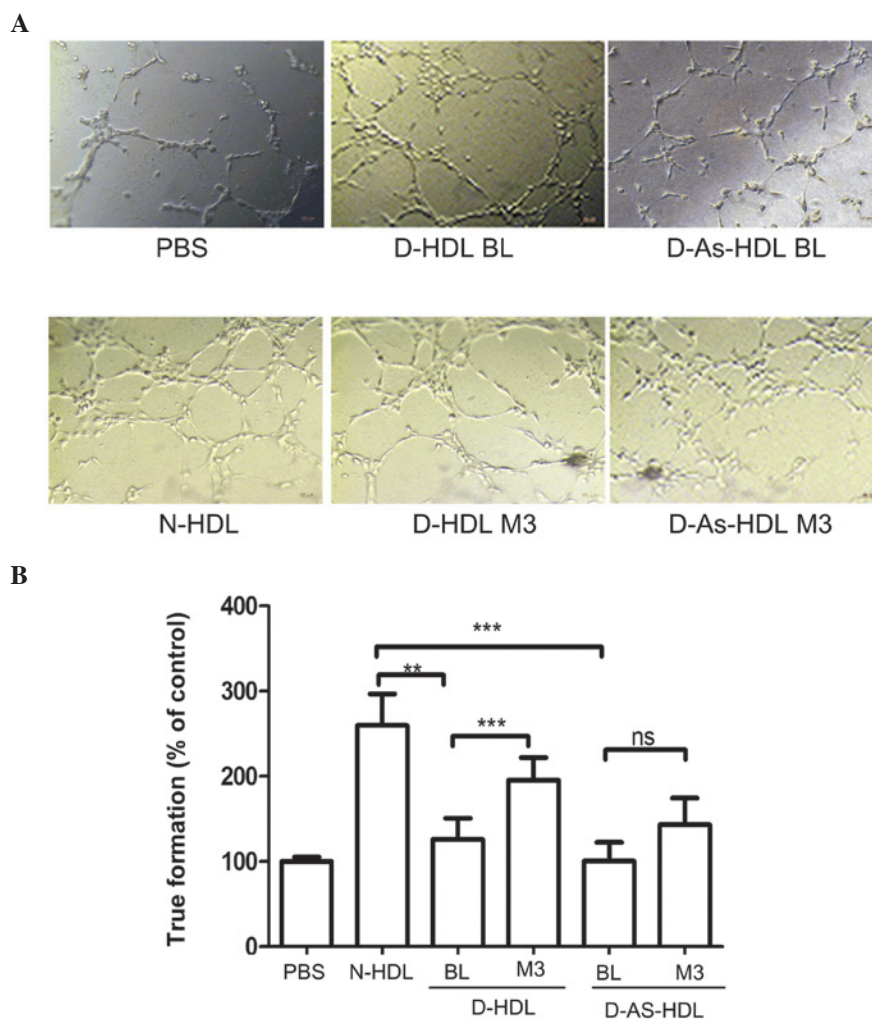 A
PBS
D-HDL BL
D-As-HDL BL
N-HDL
D-HDL M3
D-As-HDL M3
B
True formation (% of control)
400
300
200
100
0
***
**
***
ns
PBS
N-HDL
BL
M3
BL
M3
D-HDL
D-AS-HDL